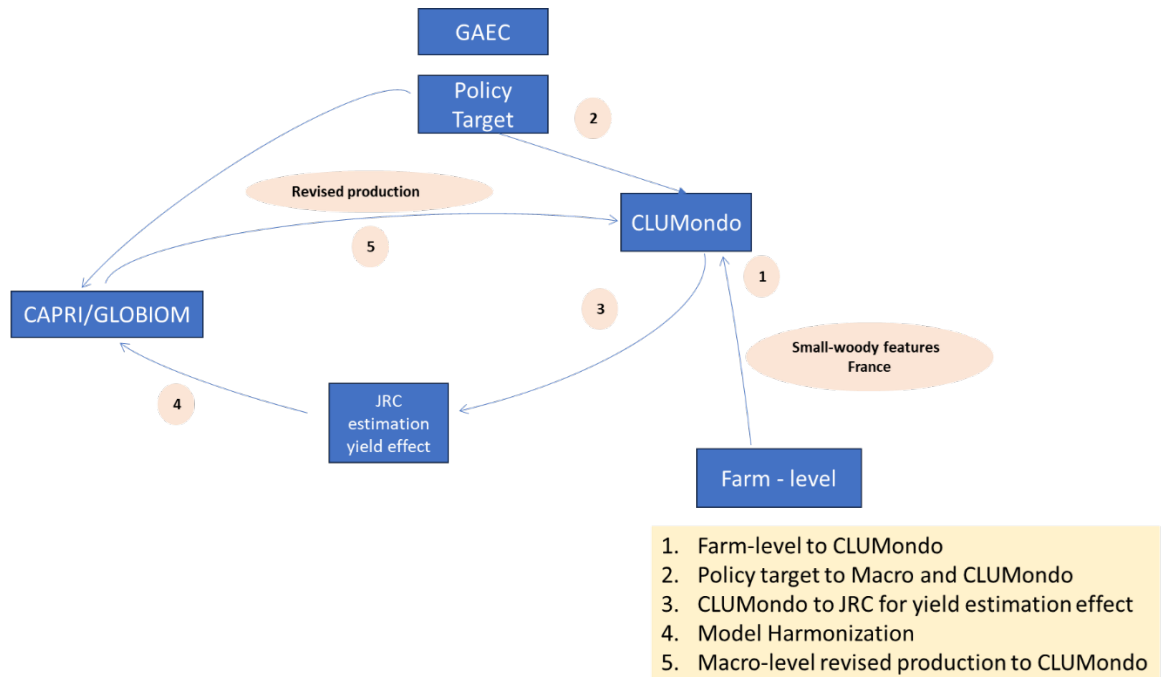 GAEC
Policy
Target
2
Revised production
CLUMondo
5
1
3
CAPRI/GLOBIOM
Small-woody features
France
4
JRC
estimation
yield effect
Farm - level
1. Farm-level to CLUMondo
2. Policy target to Macro and CLUMondo
3. CLUMondo to JRC for yield estimation effect
4. Model Harmonization
5. Macro-level revised production to CLUMondo